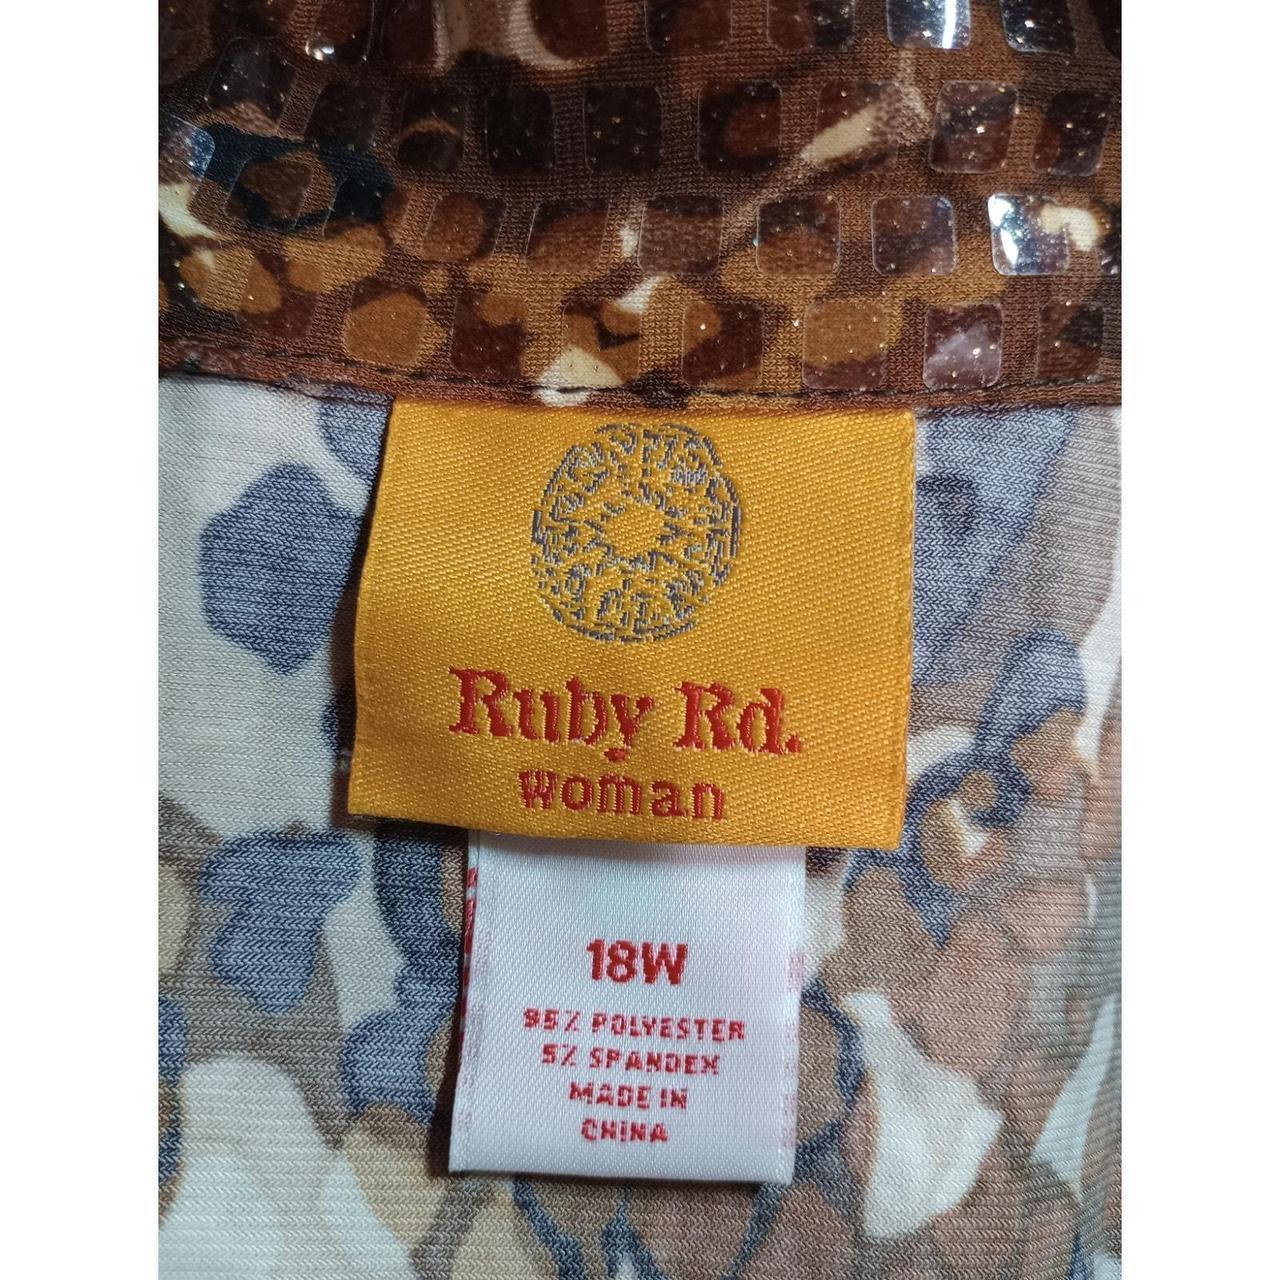 Ruby Rd.
woman
18W
95% POLYESTER
5% SPANDEX
MADE IN
CHINA